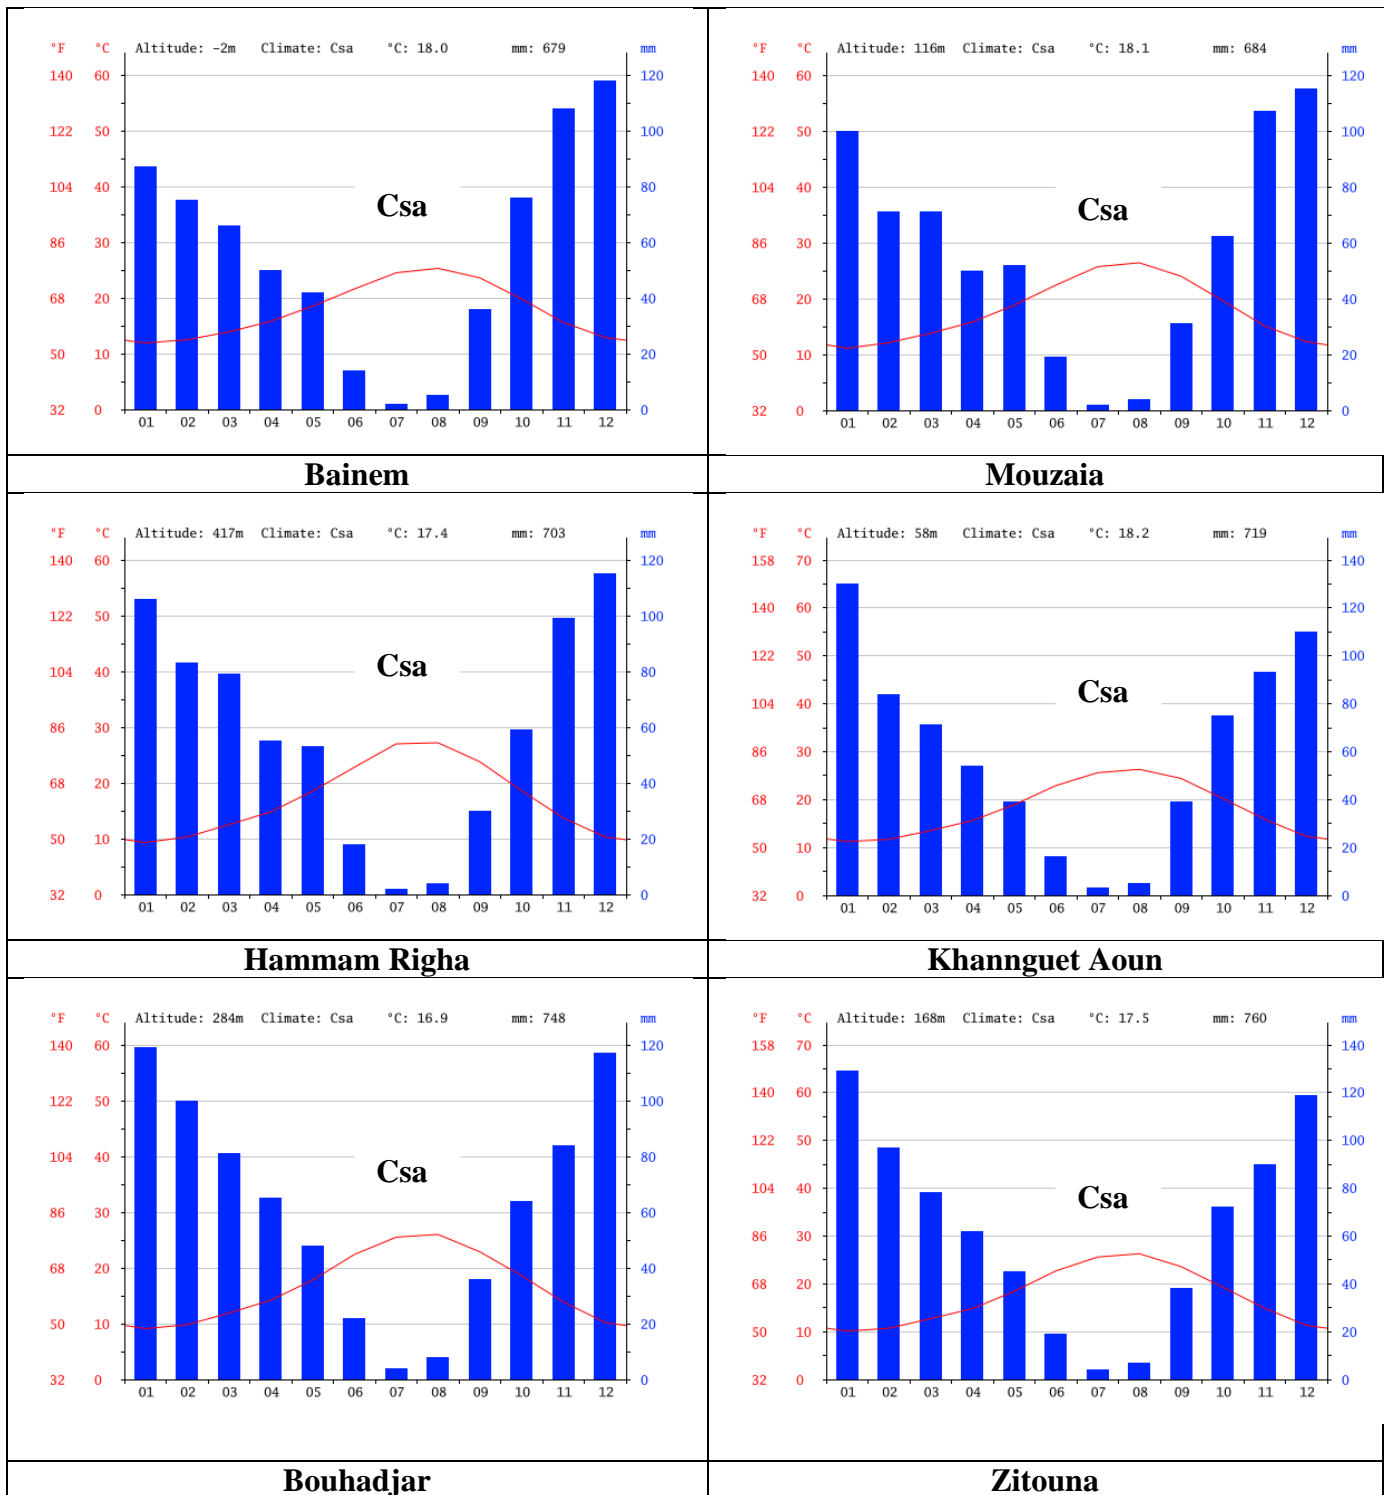 °F °C Altitude: -2m Climate: Csa °C: 18.0 mm: 679 mm
140 60 120
122 50 100
104 40 80
Csa
86 30 60
68 20 40
50 10 20
32 0 0
01 02 03 04 05 06 07 08 09 10 11 12
Bainem
°F °C Altitude: 116m Climate: Csa °C: 18.1 mm: 684 mm
140 60 120
122 50 100
104 40 80
Csa
86 30 60
68 20 40
50 10 20
32 0 0
01 02 03 04 05 06 07 08 09 10 11 12
Mouzaia
°F °C Altitude: 417m Climate: Csa °C: 17.4 mm: 703 mm
140 60 120
122 50 100
104 40 80
Csa
86 30 60
68 20 40
50 10 20
32 0 0
01 02 03 04 05 06 07 08 09 10 11 12
Hammam Righa
°F °C Altitude: 58m Climate: Csa °C: 18.2 mm: 719 mm
158 70 140
140 60 120
122 50 100
Csa
104 40 80
86 30 60
68 20 40
50 10 20
32 0 0
01 02 03 04 05 06 07 08 09 10 11 12
Khannguet Aoun
°F °C Altitude: 284m Climate: Csa °C: 16.9 mm: 748 mm
140 60 120
122 50 100
104 40 80
Csa
86 30 60
68 20 40
50 10 20
32 0 0
01 02 03 04 05 06 07 08 09 10 11 12
Bouhadjar
°F °C Altitude: 168m Climate: Csa °C: 17.5 mm: 760 mm
158 70 140
140 60 120
122 50 100
104 40 80
Csa
86 30 60
68 20 40
50 10 20
32 0 0
01 02 03 04 05 06 07 08 09 10 11 12
Zitouna